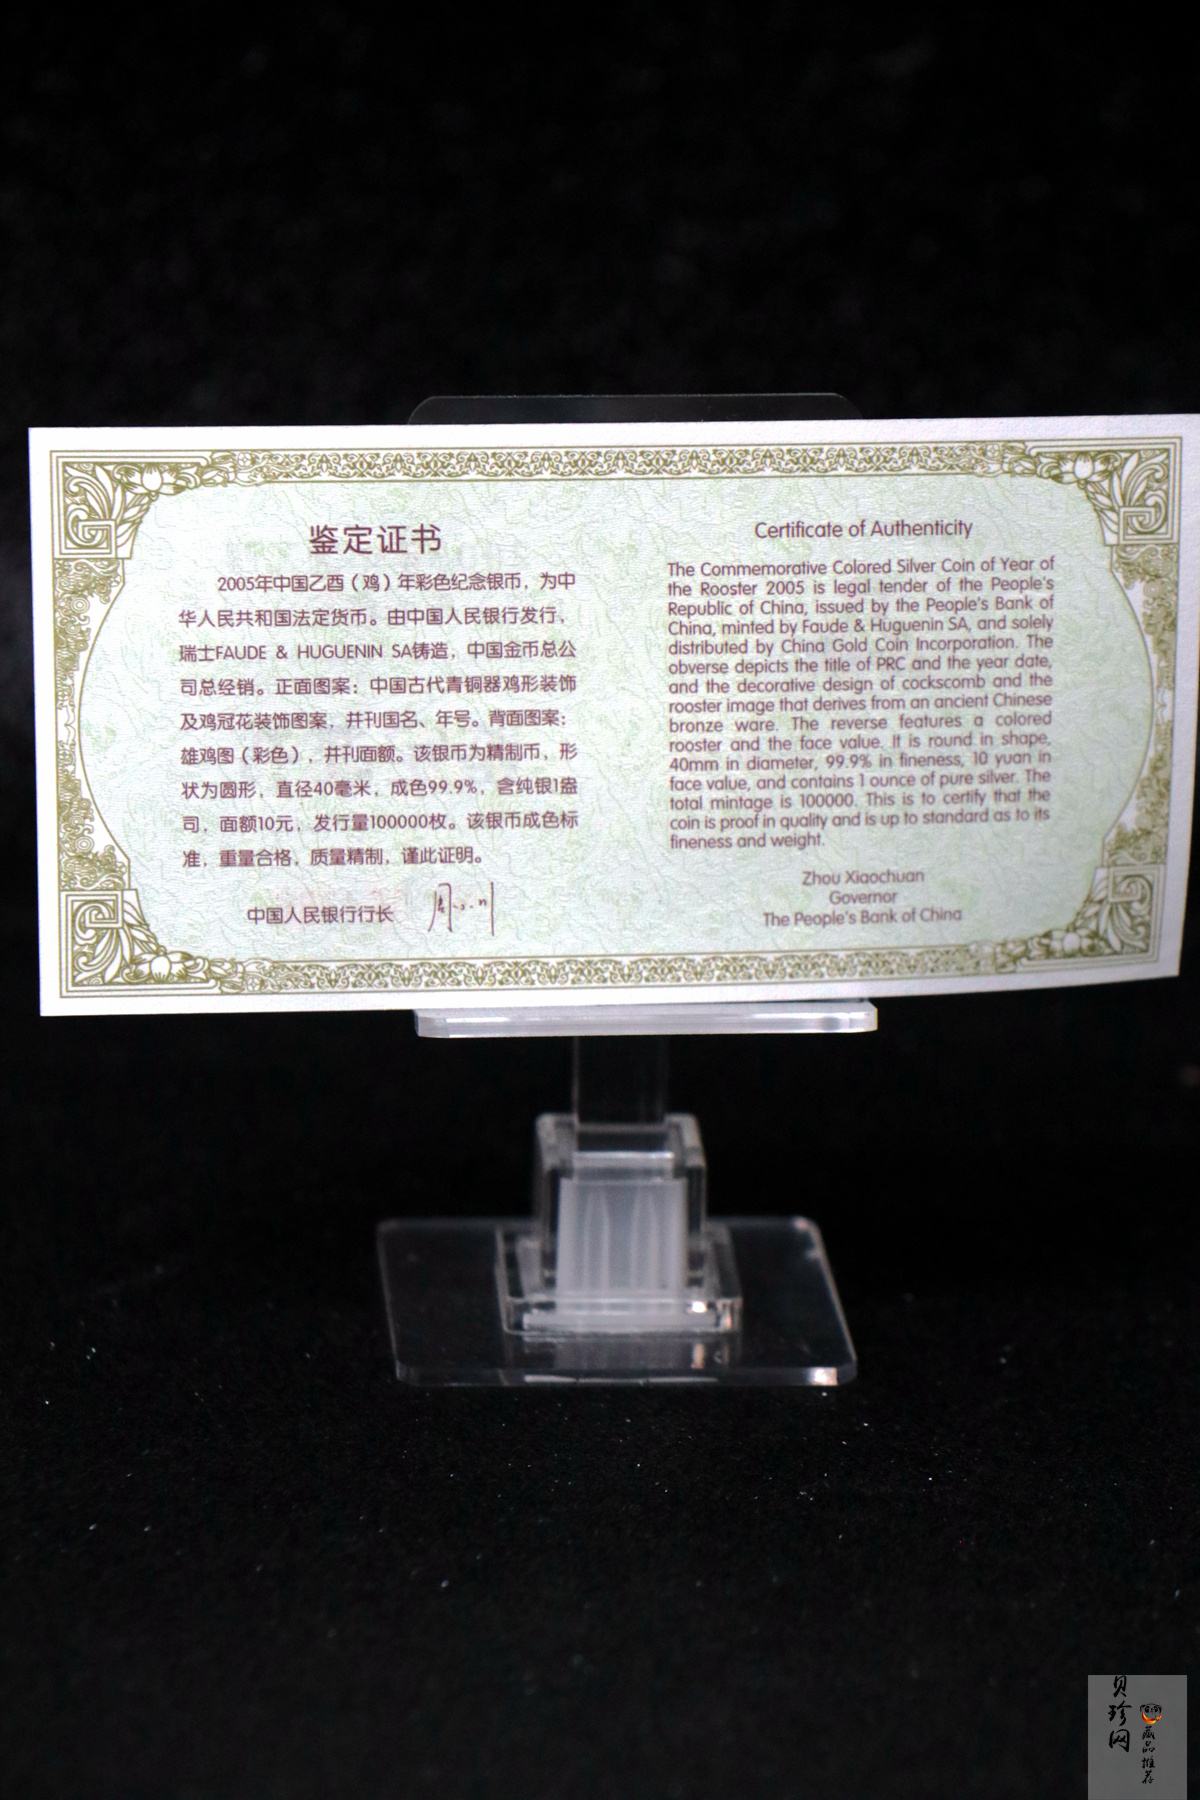 鉴定证书
2005年中国乙酉（鸡）年彩色纪念银币，为中
华人民共和国法定货币。由中国人民银行发行，
瑞士FAUDE & HUGUENIN SA铸造，中国金币总公
司总经销。正面图案：中国古代青铜器鸡形装饰
及鸡冠花装饰图案，并刊国名、年号。背面图案：
雄鸡图（彩色），并刊面额。该银币为精制币，形
状为圆形，直径40毫米，成色99.9%，含纯银1盎
司，面额10元，发行量100000枚。该银币成色标
准，重量合格，质量精制，谨此证明。
中国人民银行行长
Certificate of Authenticity
The Commemorative Colored Silver Coin of Year of
the Rooster 2005 is legal tender of the People's
Republic of China, issued by the People's Bank of
China, minted by Faude & Huguenin SA, and solely
distributed by China Gold Coin Incorporation. The
obverse depicts the title of PRC and the year date,
and the decorative design of cockscomb and the
rooster image that derives from an ancient Chinese
bronze ware. The reverse features a colored
rooster and the face value. It is round in shape,
40mm in diameter, 99.9% in fineness, 10 yuan in
face value, and contains 1 ounce of pure silver. The
total mintage is 100000. This is to certify that the
coin is proof in quality and is up to standard as to its
fineness and weight.
Zhou Xiaochuan
Governor
The People's Bank of China
贝珍网
藏品推荐